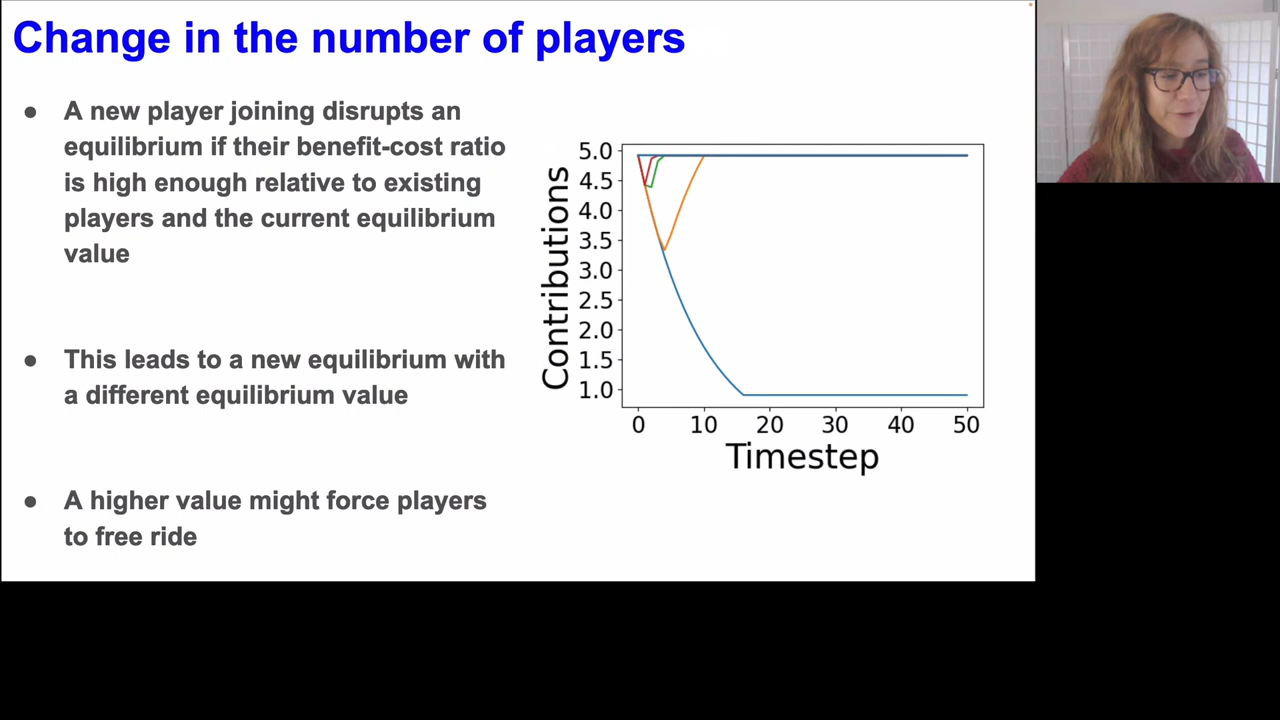 Change in the number of players
● A new player joining disrupts an
equilibrium if their benefit-cost ratio
is high enough relative to existing
players and the current equilibrium
value
● This leads to a new equilibrium with
a different equilibrium value
● A higher value might force players
to free ride
Contributions
5.0
4.5
4.0
3.5
3.0
2.5
2.0
1.5
1.0
0 10 20 30 40 50
Timestep